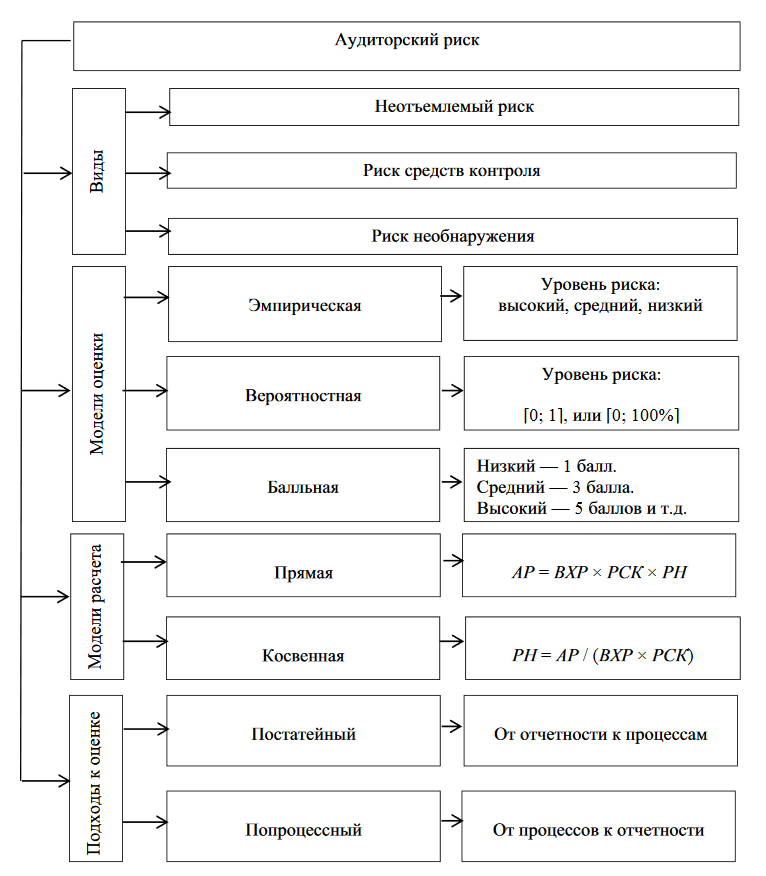 Аудиторский риск
Виды
Неотъемлемый риск
Риск средств контроля
Риск необнаружения
Модели оценки
Эмпирическая
Уровень риска:
высокий, средний, низкий
Вероятностная
Уровень риска:
⌈0; 1⌉, или ⌈0; 100%⌉
Балльная
Низкий — 1 балл.
Средний — 3 балла.
Высокий — 5 баллов и т.д.
Модели расчета
Прямая
АР = ВХР × РСК × РН
Косвенная
РН = АР / (ВХР × РСК)
Подходы к оценке
Постатейный
От отчетности к процессам
Попроцессный
От процессов к отчетности